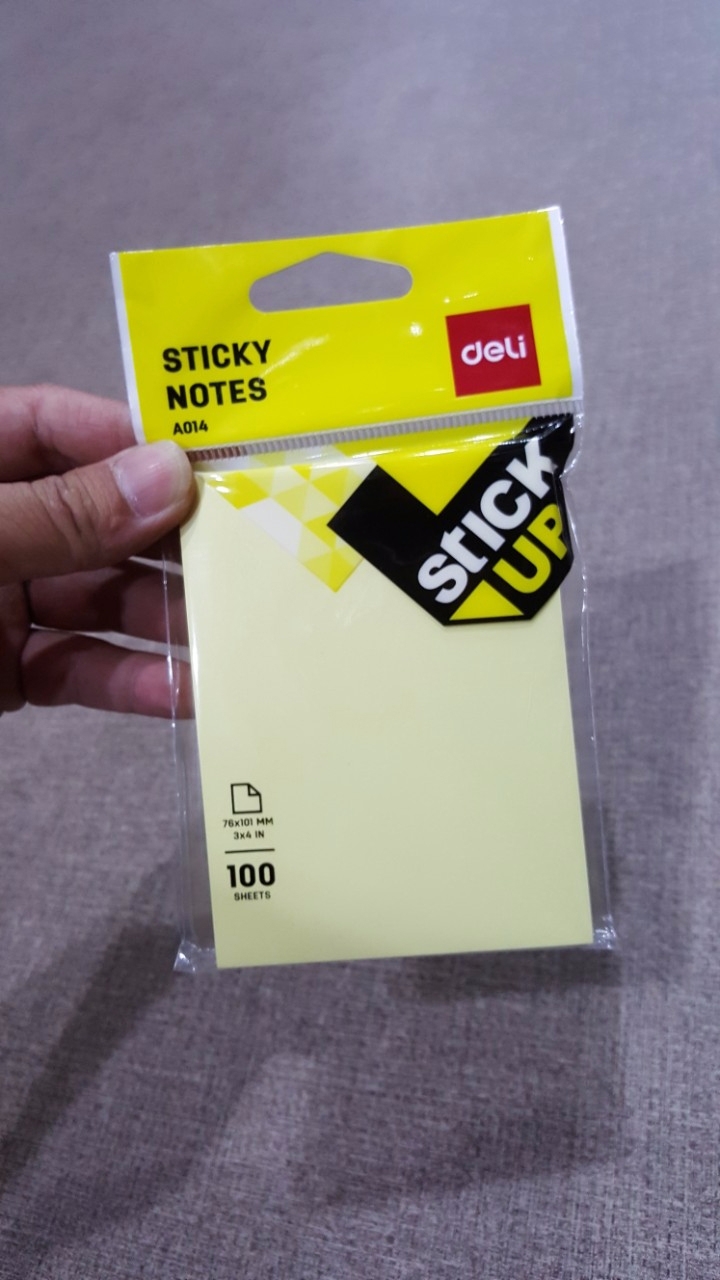 STICKY
NOTES
A014
deli
STICK
UP
76x101 MM
3x4 IN
100
SHEETS